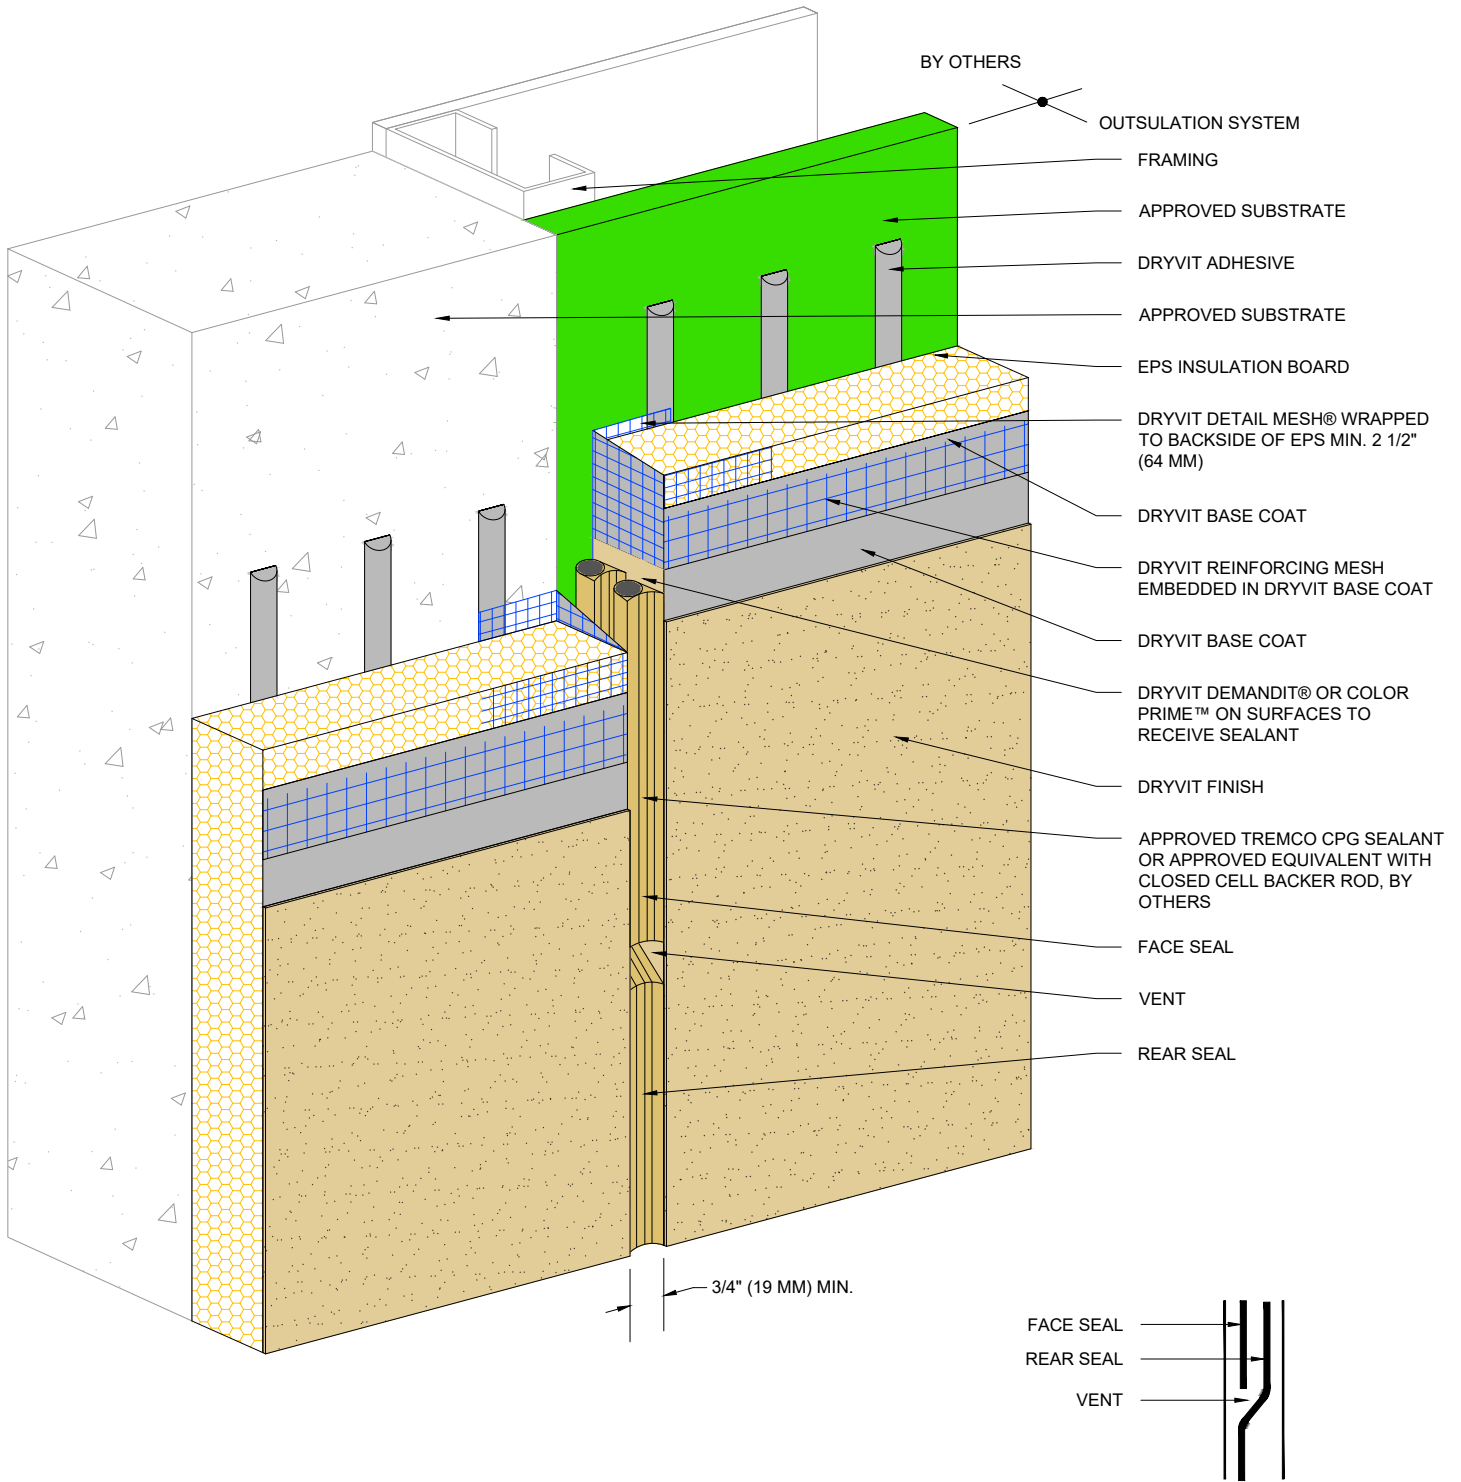 BY OTHERS
OUTSULATION SYSTEM
FRAMING
APPROVED SUBSTRATE
DRYVIT ADHESIVE
APPROVED SUBSTRATE
EPS INSULATION BOARD
DRYVIT DETAIL MESH® WRAPPED
TO BACKSIDE OF EPS MIN. 2 1/2"
(64 MM)
DRYVIT BASE COAT
DRYVIT REINFORCING MESH
EMBEDDED IN DRYVIT BASE COAT
DRYVIT BASE COAT
DRYVIT DEMANDIT® OR COLOR
PRIME™ ON SURFACES TO
RECEIVE SEALANT
DRYVIT FINISH
APPROVED TREMCO CPG SEALANT
OR APPROVED EQUIVALENT WITH
CLOSED CELL BACKER ROD, BY
OTHERS
FACE SEAL
VENT
REAR SEAL
3/4" (19 MM) MIN.
FACE SEAL
REAR SEAL
VENT